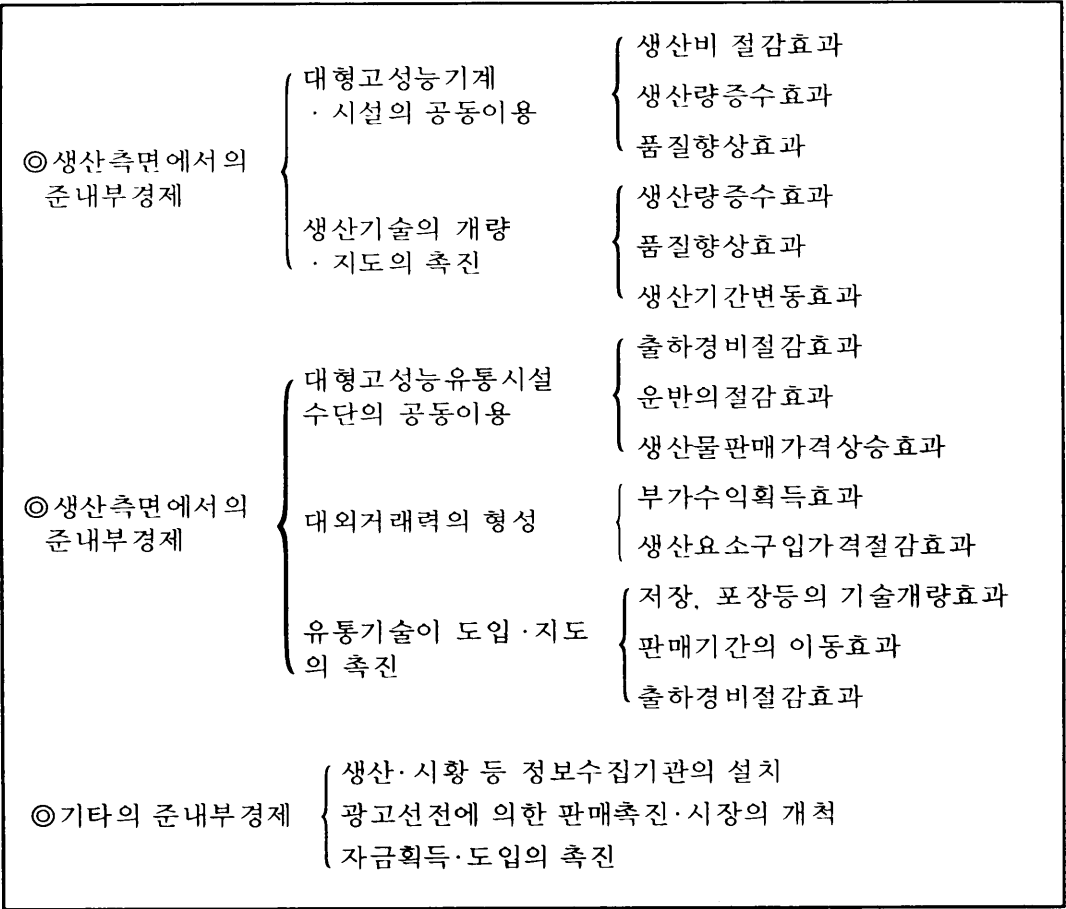 ◎생산측면에서의
준내부경제
대형고성능기계
· 시설의 공동이용
생산비 절감효과
생산량증수효과
품질향상효과
생산기술의 개량
· 지도의 촉진
생산량증수효과
품질향상효과
생산기간변동효과
◎생산측면에서의
준내부경제
대형고성능유통시설
수단의 공동이용
출하경비절감효과
운반의절감효과
생산물판매가격상승효과
대외거래력의 형성
부가수익획득효과
생산요소구입가격절감효과
유통기술이 도입·지도
의 촉진
저장, 포장등의 기술개량효과
판매기간의 이동효과
출하경비절감효과
◎기타의 준내부경제
생산·시황 등 정보수집기관의 설치
광고선전에 의한 판매촉진·시장의 개척
자금획득·도입의 촉진